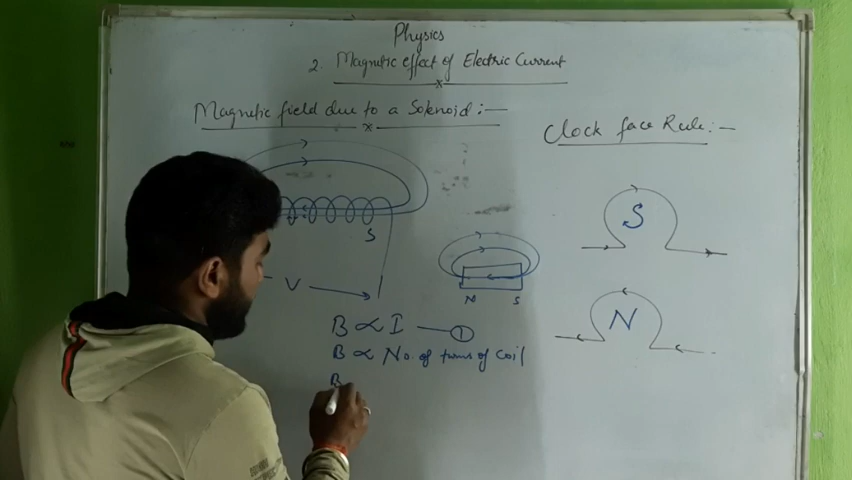 Physics
2. Magnetic effect of Electric Current
Magnetic field due to a Solenoid:—
Clock face Rule:—
S
S
V
N S
N
B ∝ I —①
B ∝ No. of turns of coil
B